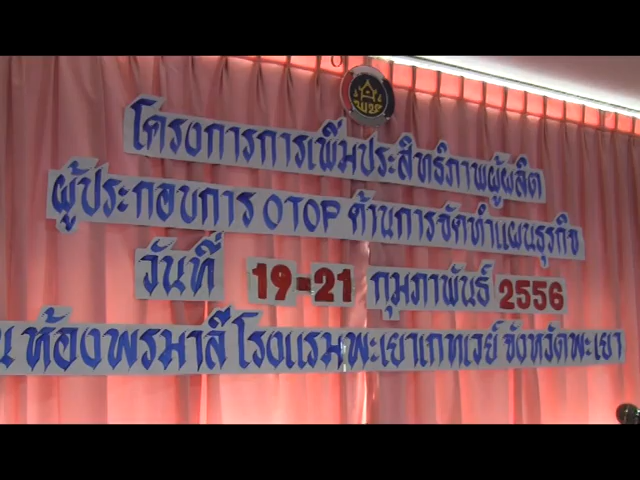 พช
โครงการการเพิ่มประสิทธิภาพผู้ผลิต
ผู้ประกอบการ OTOP ด้านการจัดทำแผนธุรกิจ
วันที่ 19-21 กุมภาพันธ์ 2556
ห้องพรมาลี โรงแรมพะเยาเกทเวย์ จังหวัดพะเยา